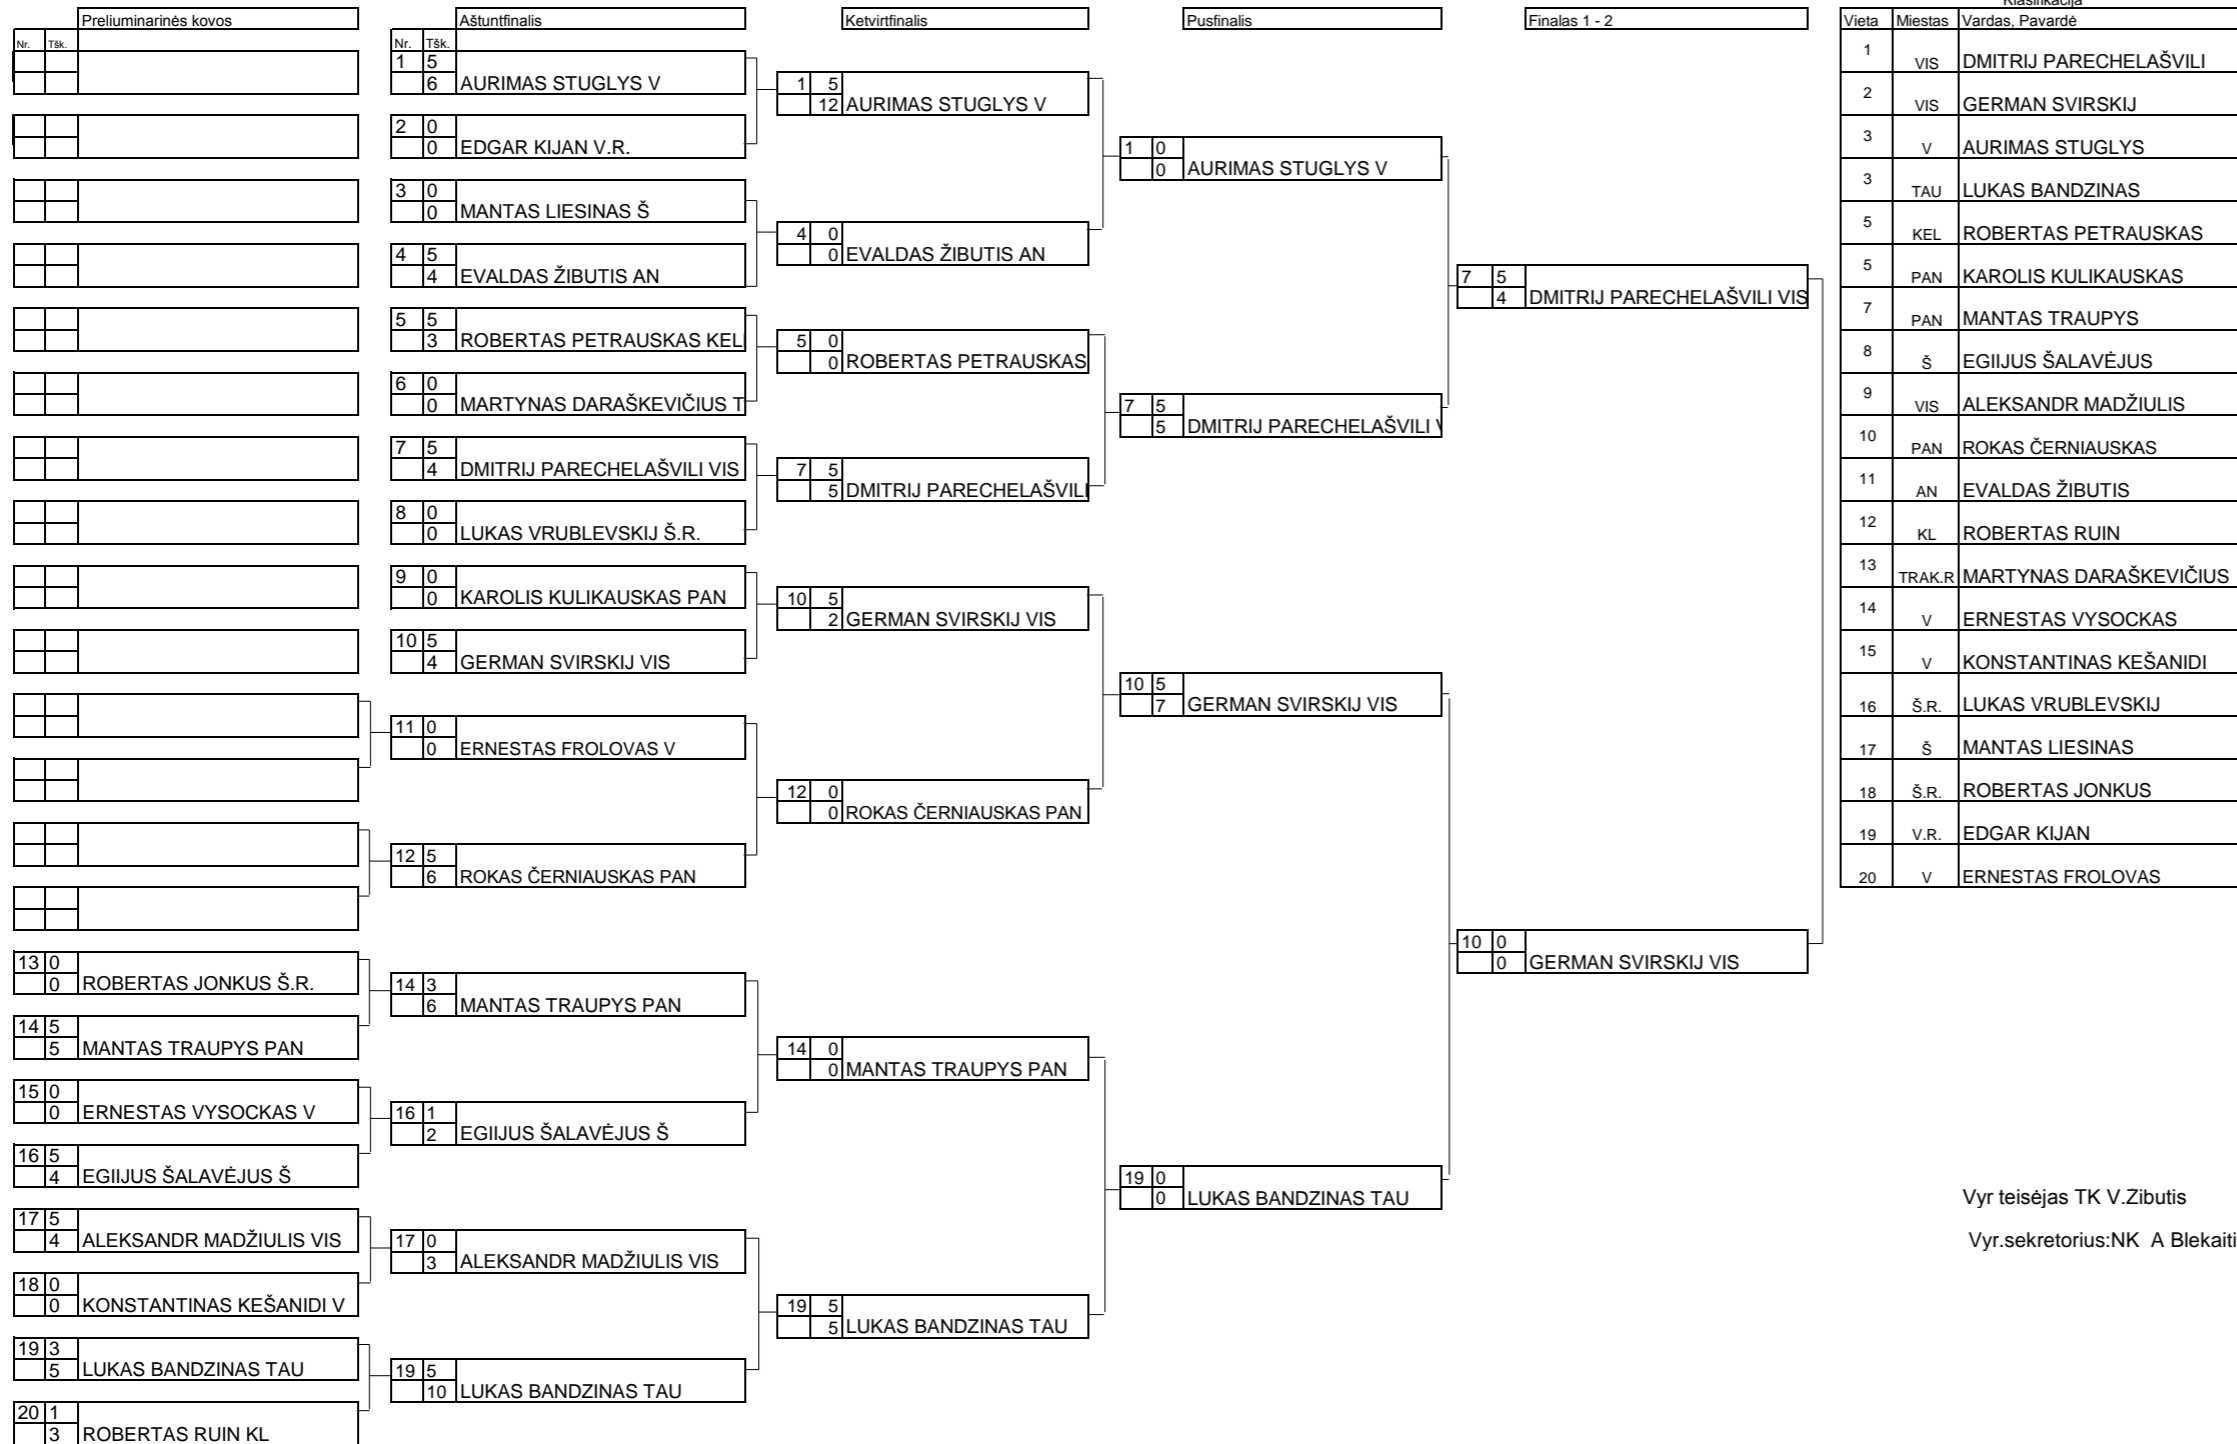 Preliuminarinės kovos
Aštuntfinalis
Ketvirtfinalis
Pusfinalis
Finalas 1 - 2
Klasifikacija
Nr. Tšk.
13 0
0 ROBERTAS JONKUS Š.R.
14 5
5 MANTAS TRAUPYS PAN
15 0
0 ERNESTAS VYSOCKAS V
16 5
4 EGIIJUS ŠALAVĖJUS Š
17 5
4 ALEKSANDR MADŽIULIS VIS
18 0
0 KONSTANTINAS KEŠANIDI V
19 3
5 LUKAS BANDZINAS TAU
20 1
3 ROBERTAS RUIN KL
Nr. Tšk.
1 5
6 AURIMAS STUGLYS V
2 0
0 EDGAR KIJAN V.R.
3 0
0 MANTAS LIESINAS Š
4 5
4 EVALDAS ŽIBUTIS AN
5 5
3 ROBERTAS PETRAUSKAS KEL
6 0
0 MARTYNAS DARAŠKEVIČIUS T
7 5
4 DMITRIJ PARECHELAŠVILI VIS
8 0
0 LUKAS VRUBLEVSKIJ Š.R.
9 0
0 KAROLIS KULIKAUSKAS PAN
10 5
4 GERMAN SVIRSKIJ VIS
11 0
0 ERNESTAS FROLOVAS V
12 5
6 ROKAS ČERNIAUSKAS PAN
14 3
6 MANTAS TRAUPYS PAN
16 1
2 EGIIJUS ŠALAVĖJUS Š
17 0
3 ALEKSANDR MADŽIULIS VIS
19 5
10 LUKAS BANDZINAS TAU
1 5
12 AURIMAS STUGLYS V
4 0
0 EVALDAS ŽIBUTIS AN
5 0
0 ROBERTAS PETRAUSKAS
7 5
5 DMITRIJ PARECHELAŠVILI
10 5
2 GERMAN SVIRSKIJ VIS
12 0
0 ROKAS ČERNIAUSKAS PAN
14 0
0 MANTAS TRAUPYS PAN
19 5
5 LUKAS BANDZINAS TAU
1 0
0 AURIMAS STUGLYS V
7 5
5 DMITRIJ PARECHELAŠVILI
10 5
7 GERMAN SVIRSKIJ VIS
19 0
0 LUKAS BANDZINAS TAU
7 5
4 DMITRIJ PARECHELAŠVILI VIS
10 0
0 GERMAN SVIRSKIJ VIS
Vieta Miestas Vardas, Pavardė
1 VIS DMITRIJ PARECHELAŠVILI
2 VIS GERMAN SVIRSKIJ
3 V AURIMAS STUGLYS
3 TAU LUKAS BANDZINAS
5 KEL ROBERTAS PETRAUSKAS
5 PAN KAROLIS KULIKAUSKAS
7 PAN MANTAS TRAUPYS
8 Š EGIIJUS ŠALAVĖJUS
9 VIS ALEKSANDR MADŽIULIS
10 PAN ROKAS ČERNIAUSKAS
11 AN EVALDAS ŽIBUTIS
12 KL ROBERTAS RUIN
13 TRAK.R MARTYNAS DARAŠKEVIČIUS
14 V ERNESTAS VYSOCKAS
15 V KONSTANTINAS KEŠANIDI
16 Š.R. LUKAS VRUBLEVSKIJ
17 Š MANTAS LIESINAS
18 Š.R. ROBERTAS JONKUS
19 V.R. EDGAR KIJAN
20 V ERNESTAS FROLOVAS
Vyr teisėjas TK V.Zibutis
Vyr.sekretorius:NK A Blekaiti